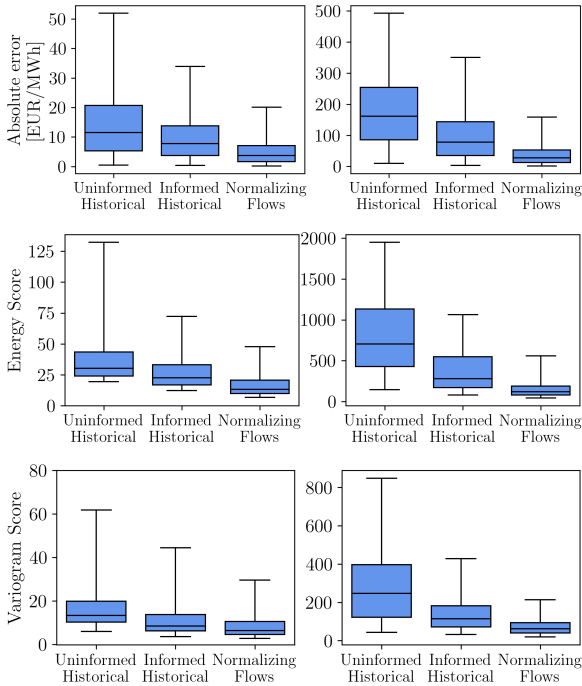 Absolute error
[EUR/MWh]
50
40
30
20
10
0
Uninformed Historical
Informed Historical
Normalizing Flows
500
400
300
200
100
0
Uninformed Historical
Informed Historical
Normalizing Flows
Energy Score
125
100
75
50
25
0
Uninformed Historical
Informed Historical
Normalizing Flows
2000
1500
1000
500
0
Uninformed Historical
Informed Historical
Normalizing Flows
Variogram Score
80
60
40
20
0
Uninformed Historical
Informed Historical
Normalizing Flows
800
600
400
200
0
Uninformed Historical
Informed Historical
Normalizing Flows